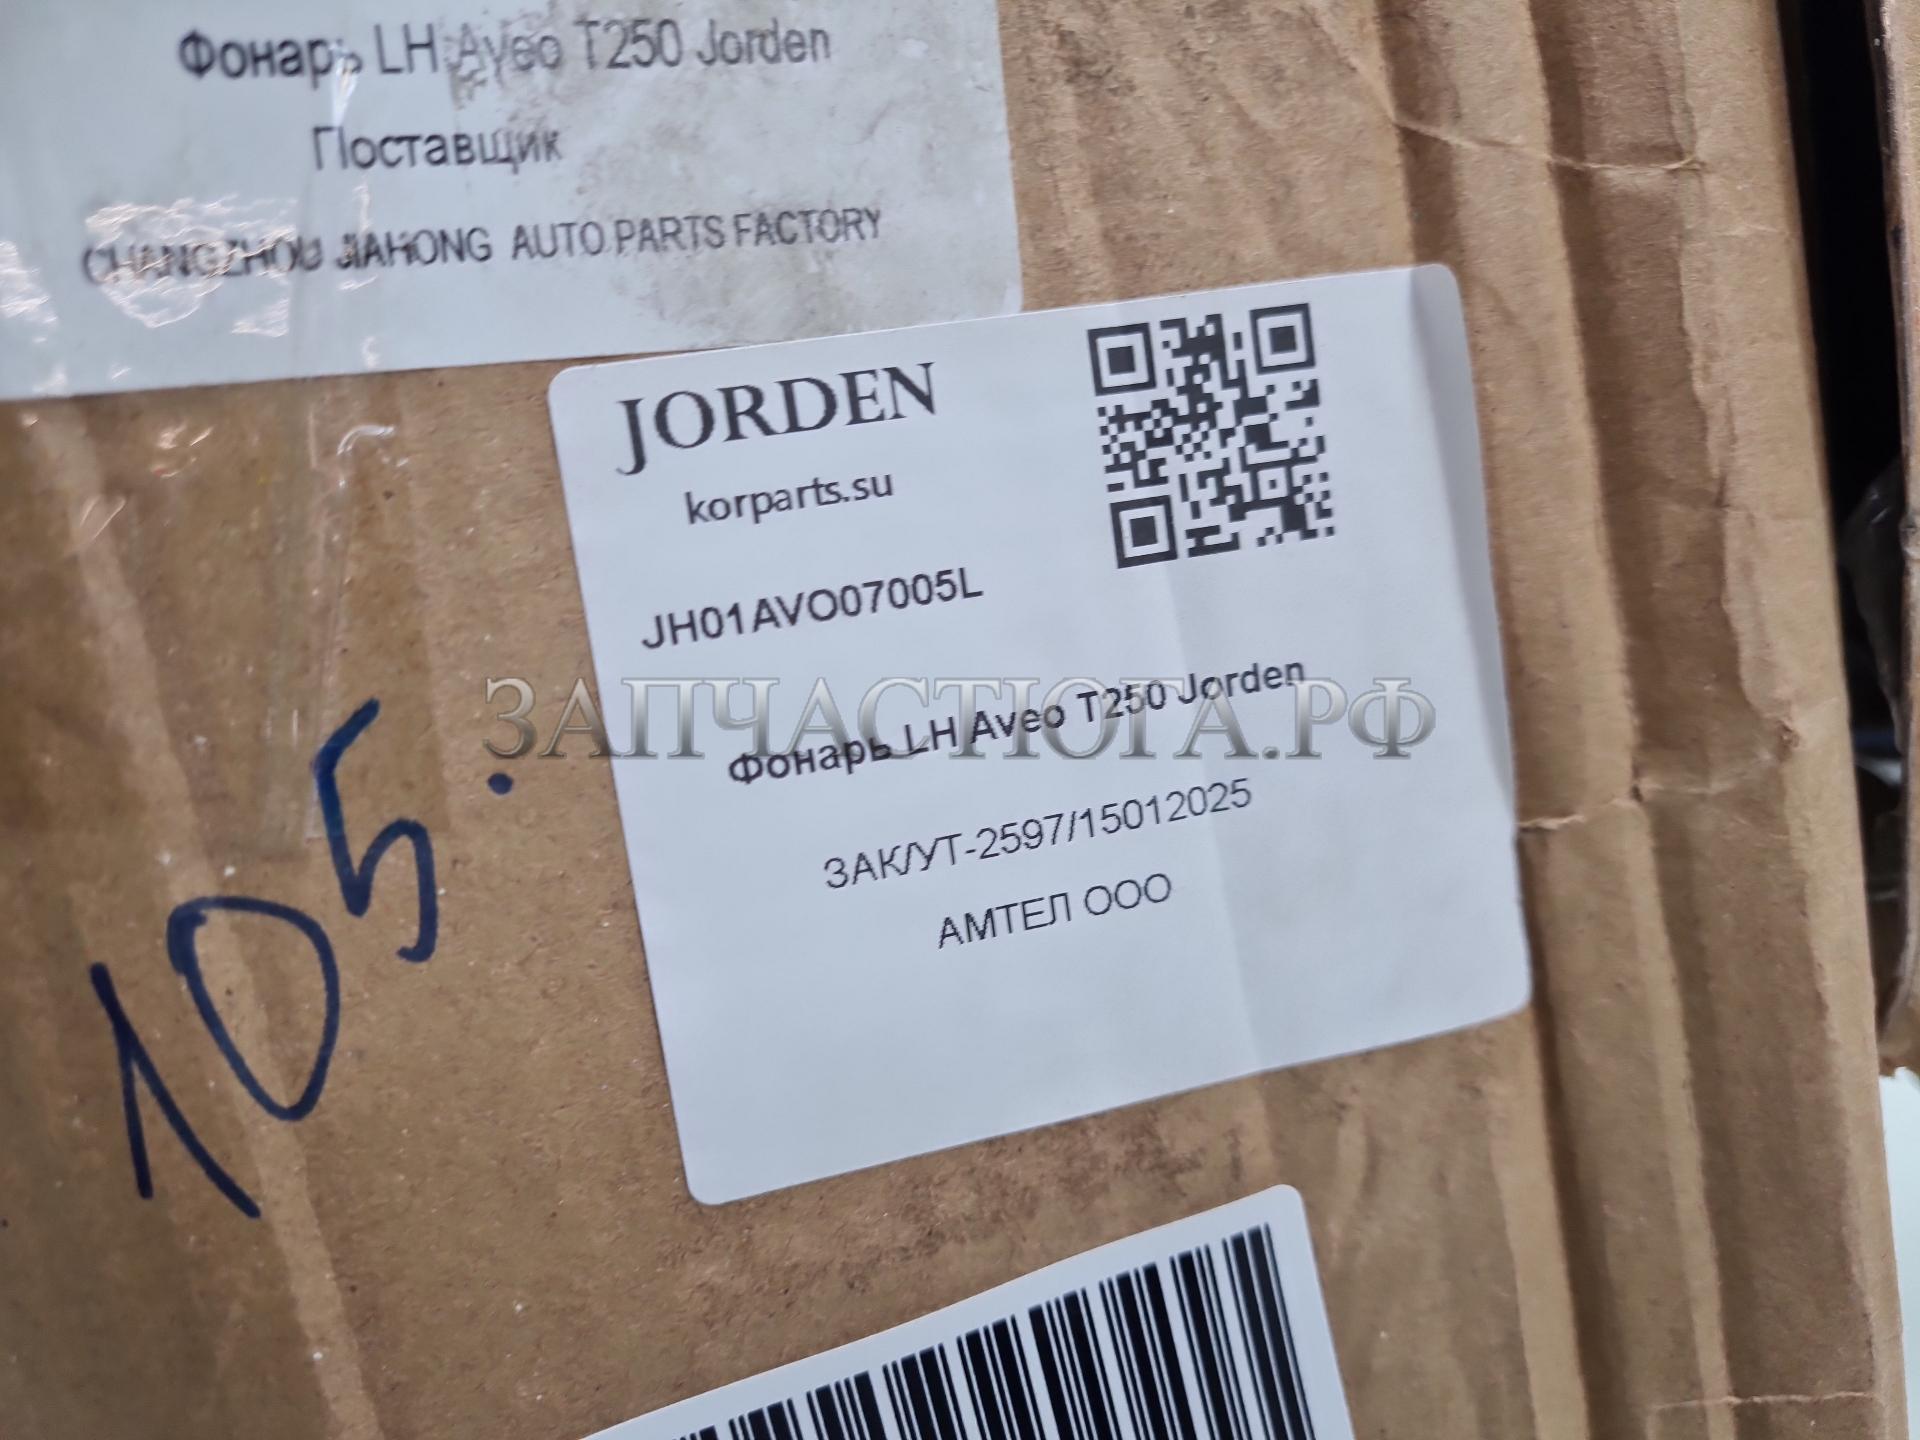 Фонарь LH Aveo T250 Jorden
Поставщик
CHANGZHOU JIAHONG AUTO PARTS FACTORY
JORDEN
korparts.su
JH01AVO07005L
ЗАПЧАСТЮГА.РФ
Фонарь LH Aveo T250 Jorden
ЗАК/УТ-2597/15012025
АМТЕЛ ООО
105.